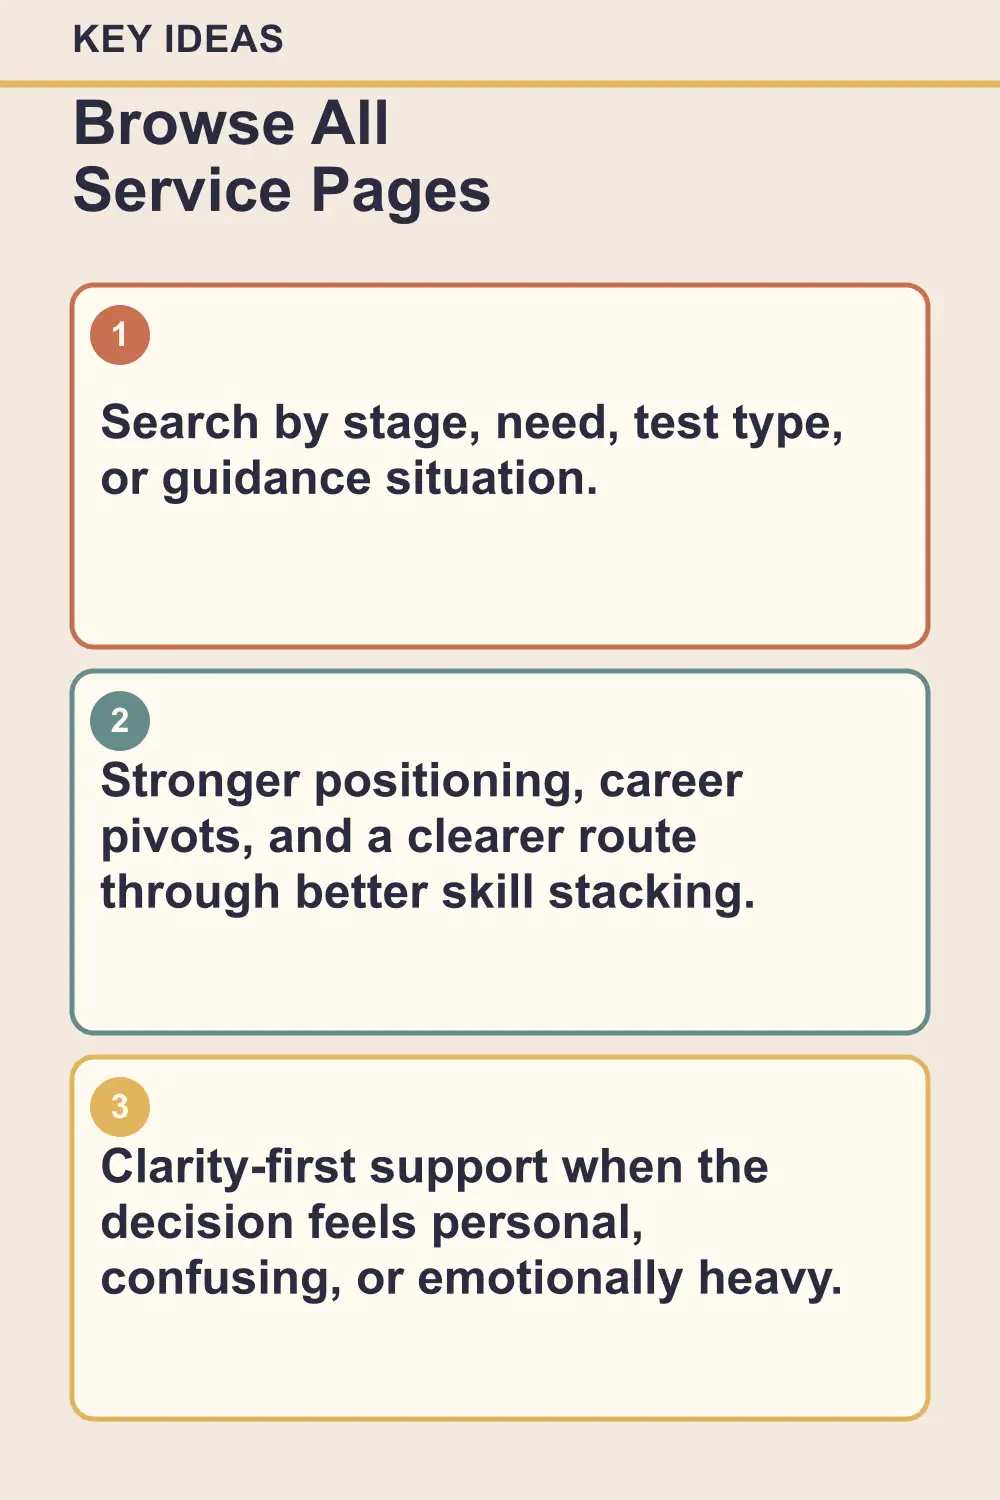 KEY IDEAS
Browse All
Service Pages
1
Search by stage, need, test type,
or guidance situation.
2
Stronger positioning, career
pivots, and a clearer route
through better skill stacking.
3
Clarity-first support when the
decision feels personal,
confusing, or emotionally heavy.